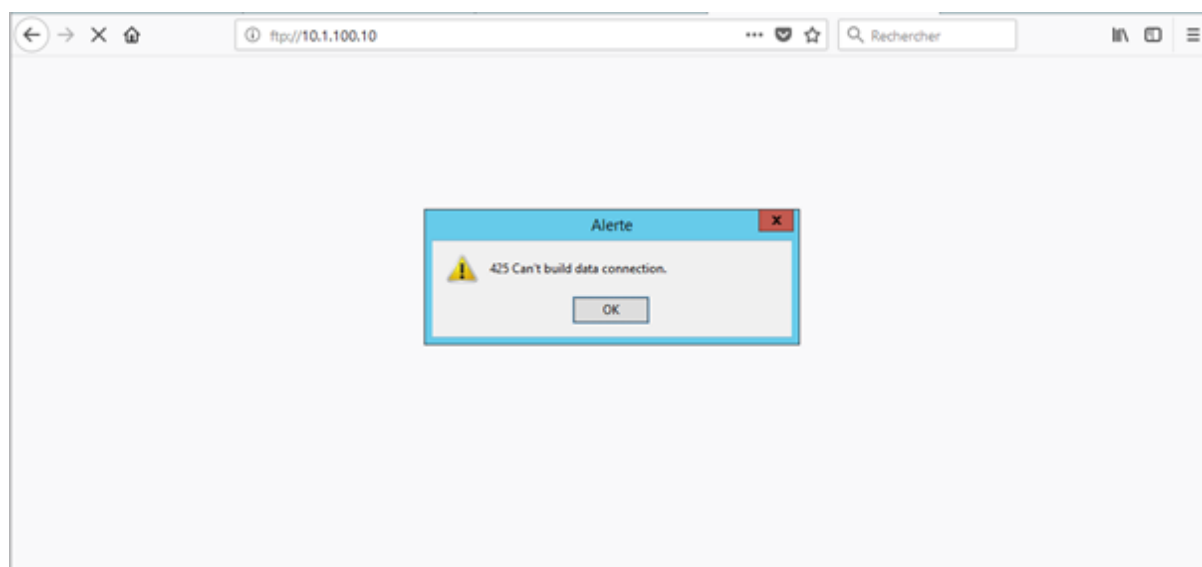 ftp://10.1.100.10
Rechercher
Alerte
425 Can't build data connection.
OK